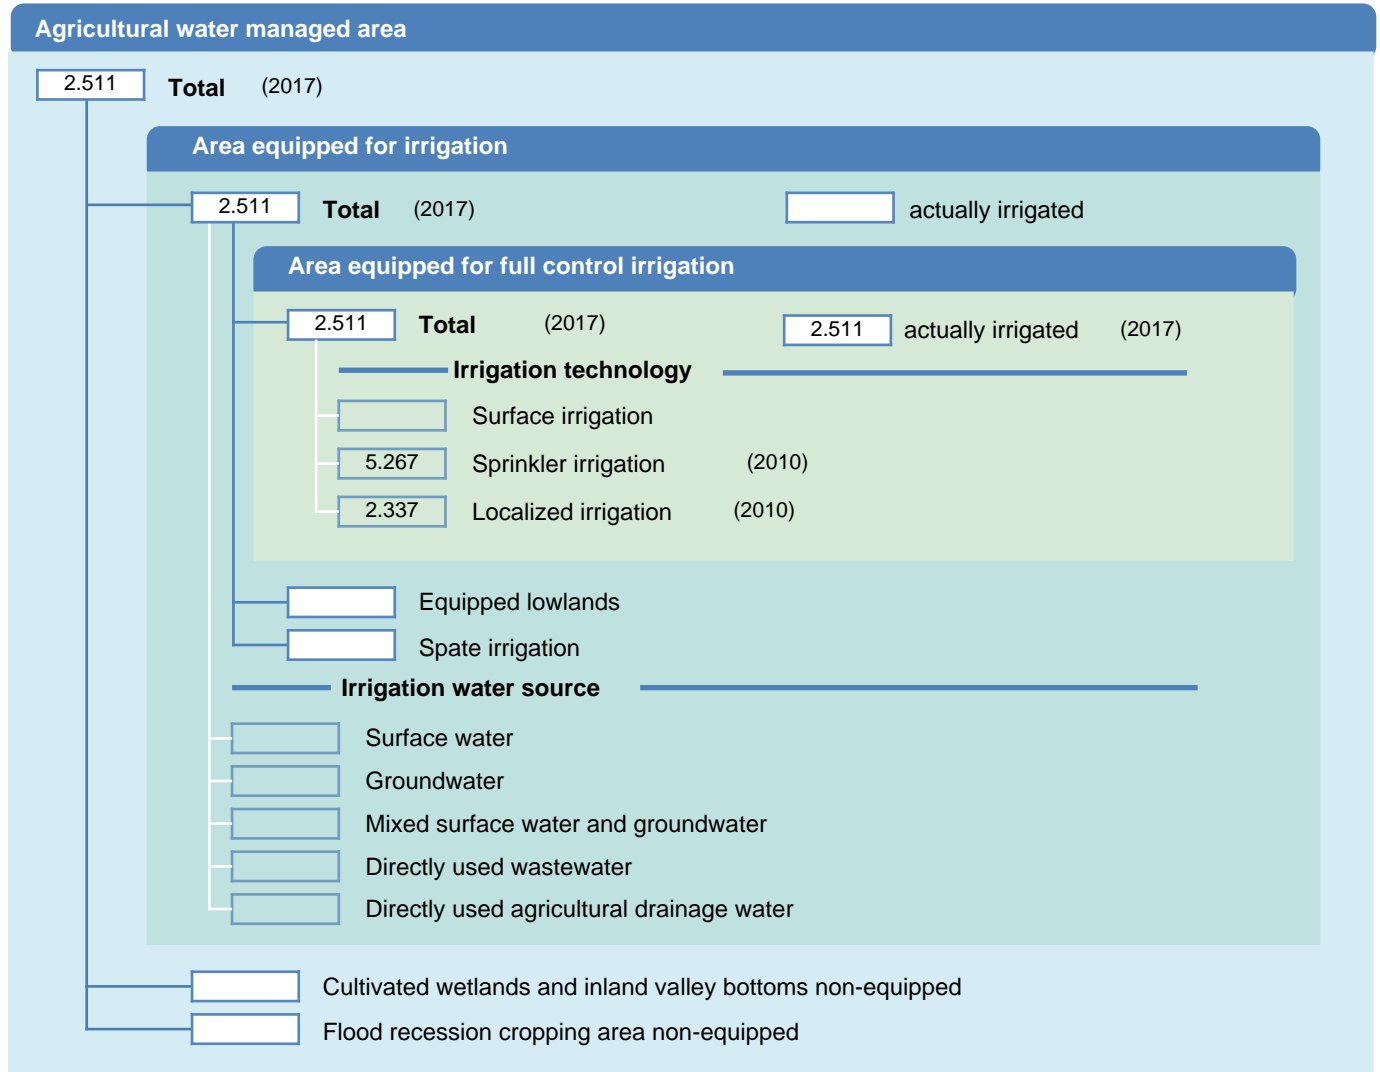 Agricultural water managed area
2.511 Total (2017)
Area equipped for irrigation
2.511 Total (2017) actually irrigated
Area equipped for full control irrigation
2.511 Total (2017) 2.511 actually irrigated (2017)
Irrigation technology
Surface irrigation
5.267 Sprinkler irrigation (2010)
2.337 Localized irrigation (2010)
Equipped lowlands
Spate irrigation
Irrigation water source
Surface water
Groundwater
Mixed surface water and groundwater
Directly used wastewater
Directly used agricultural drainage water
Cultivated wetlands and inland valley bottoms non-equipped
Flood recession cropping area non-equipped